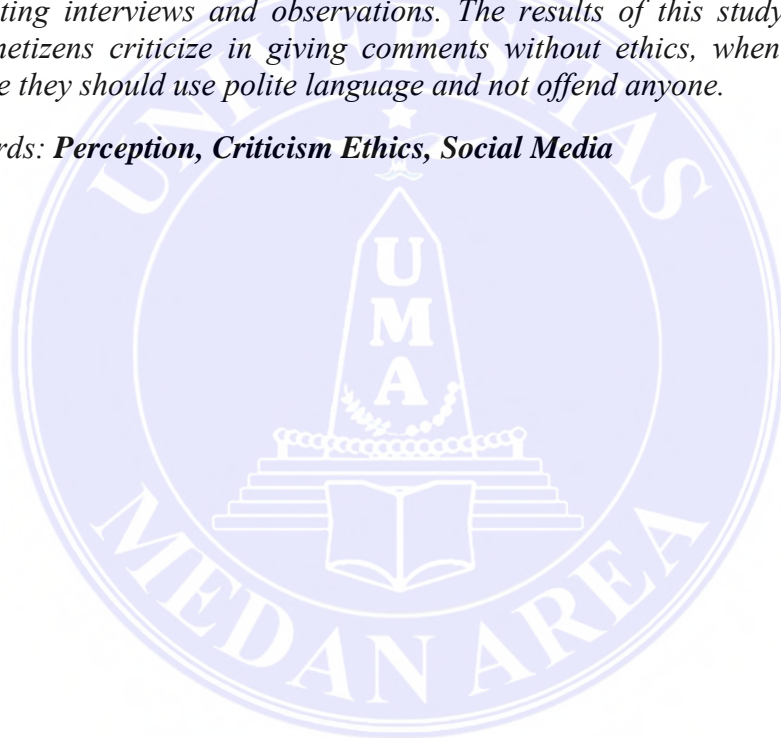 ting interviews and observations. The results of this study
netizens criticize in giving comments without ethics, when
e they should use polite language and not offend anyone.
rds: Perception, Criticism Ethics, Social Media
UNIVERSITAS
U
M
A
MEDAN AREA